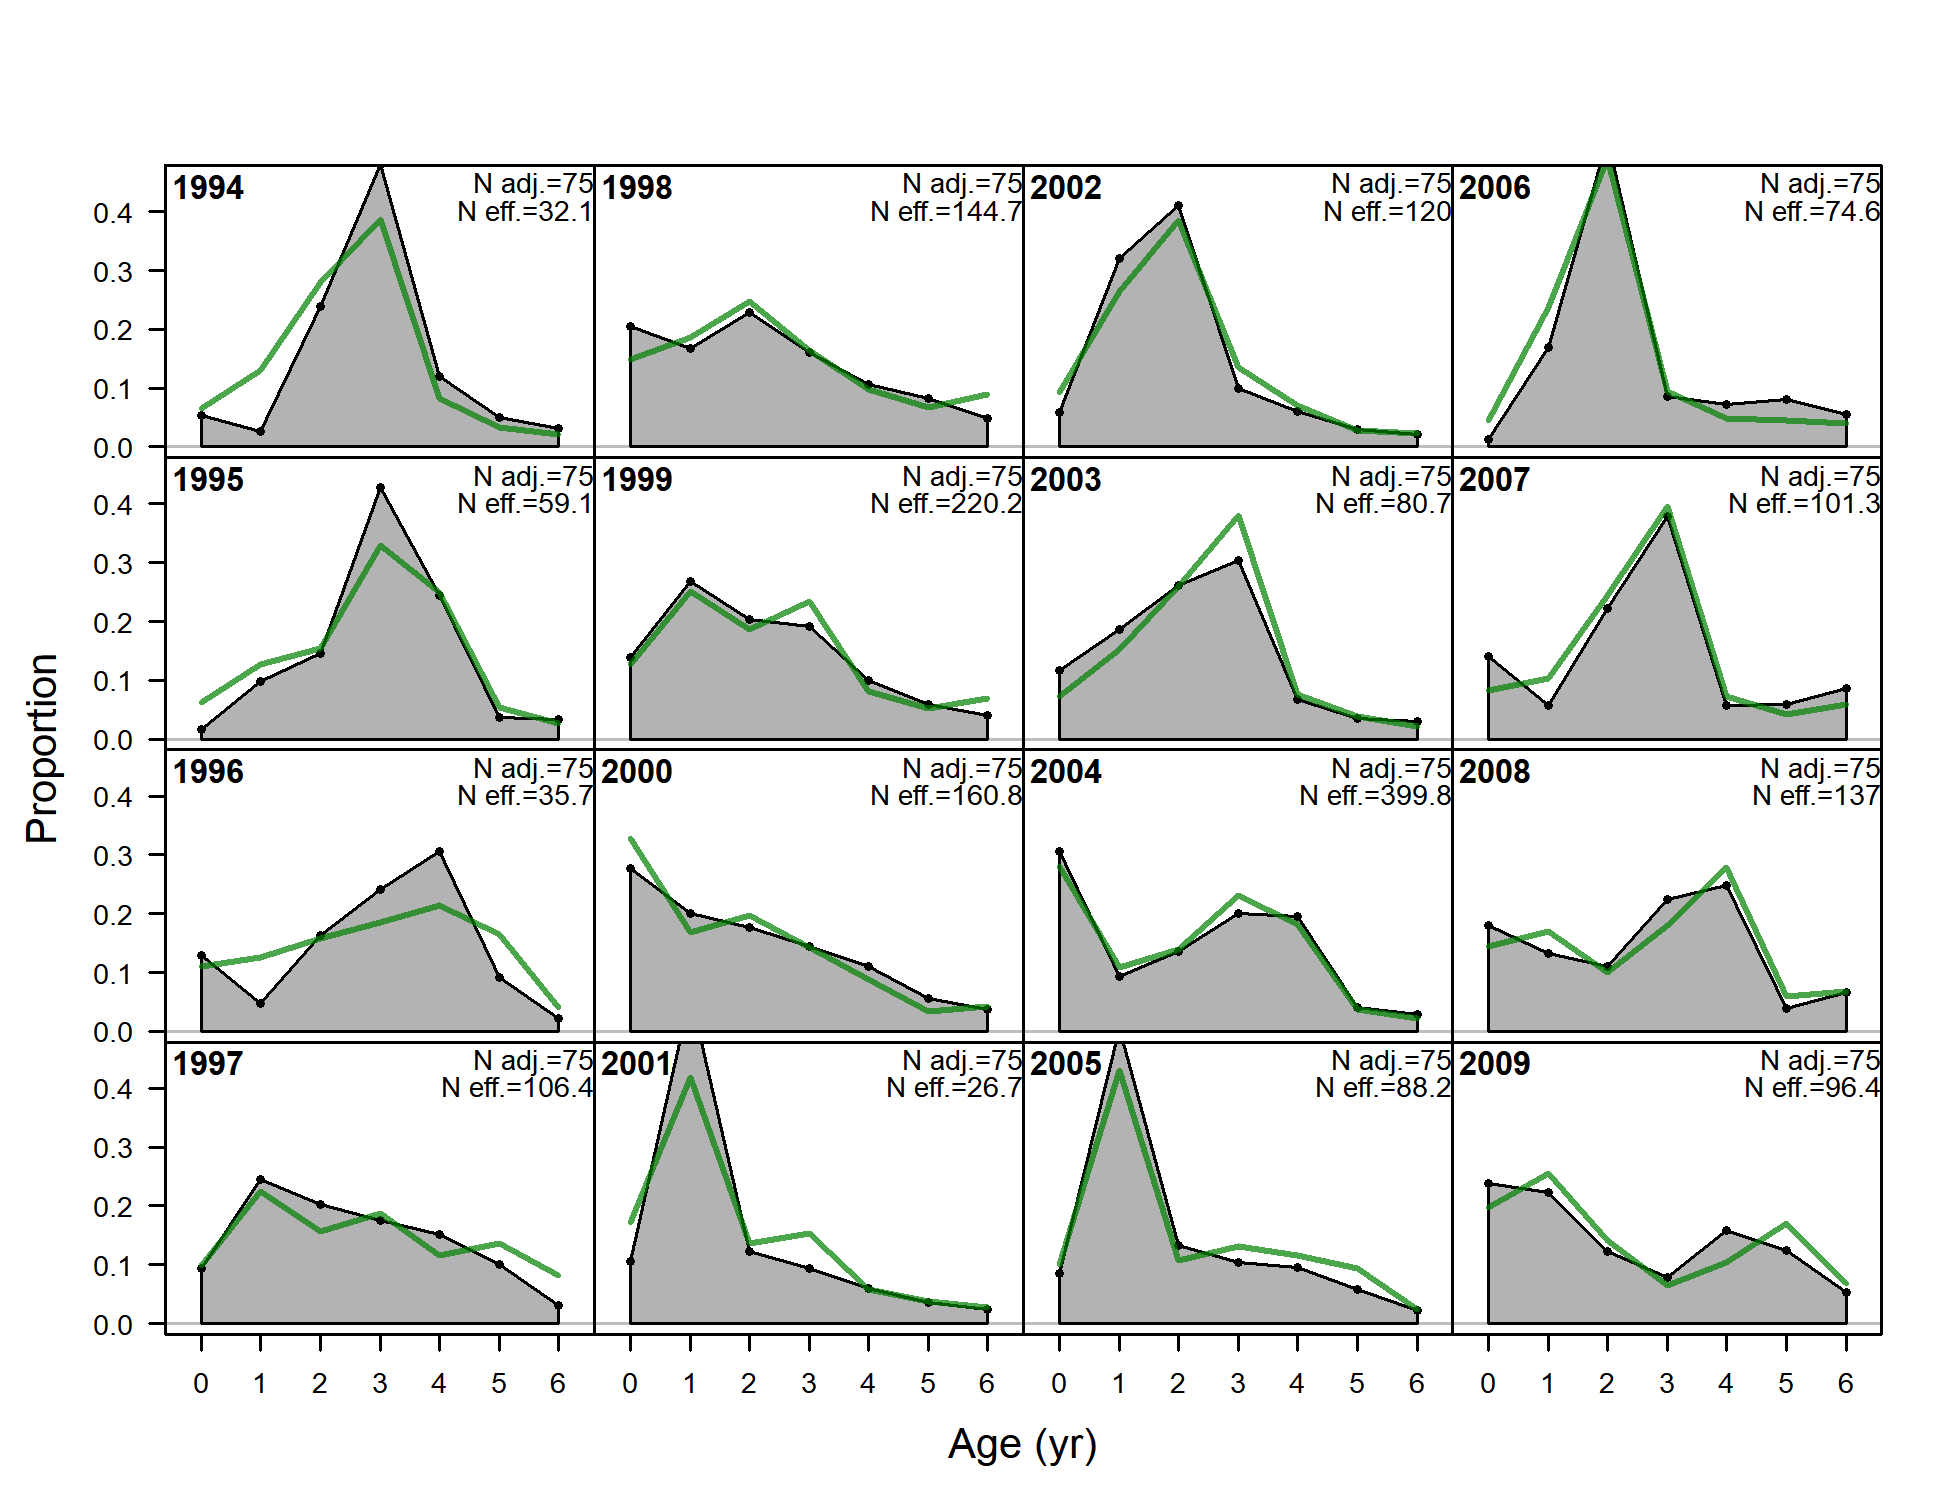 1994 N adj.=75 1998 N adj.=75 2002 N adj.=75 2006 N adj.=75
N eff.=32.1 N eff.=144.7 N eff.=120 N eff.=74.6
0.4
0.3
0.2
0.1
0.0
1995 N adj.=75 1999 N adj.=75 2003 N adj.=75 2007 N adj.=75
N eff.=59.1 N eff.=220.2 N eff.=80.7 N eff.=101.3
0.4
0.3
0.2
0.1
0.0
1996 N adj.=75 2000 N adj.=75 2004 N adj.=75 2008 N adj.=75
N eff.=35.7 N eff.=160.8 N eff.=399.8 N eff.=137
0.4
0.3
0.2
0.1
0.0
1997 N adj.=75 2001 N adj.=75 2005 N adj.=75 2009 N adj.=75
N eff.=106.4 N eff.=26.7 N eff.=88.2 N eff.=96.4
0.4
0.3
0.2
0.1
0.0
0 1 2 3 4 5 6 0 1 2 3 4 5 6 0 1 2 3 4 5 6 0 1 2 3 4 5 6
Age (yr)
Proportion